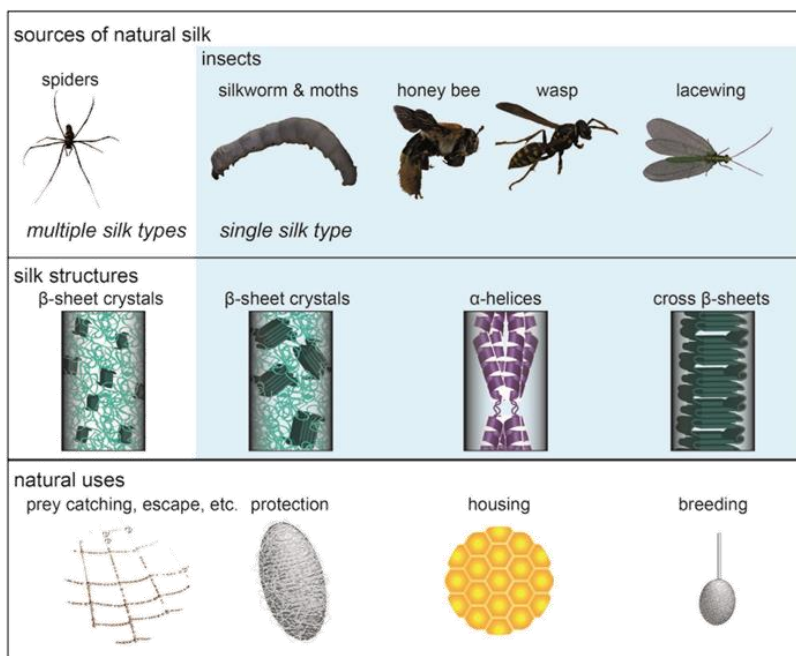 sources of natural silk
insects
spiders
silkworm & moths
honey bee
wasp
lacewing
multiple silk types
single silk type
silk structures
β-sheet crystals
β-sheet crystals
α-helices
cross β-sheets
natural uses
prey catching, escape, etc.
protection
housing
breeding